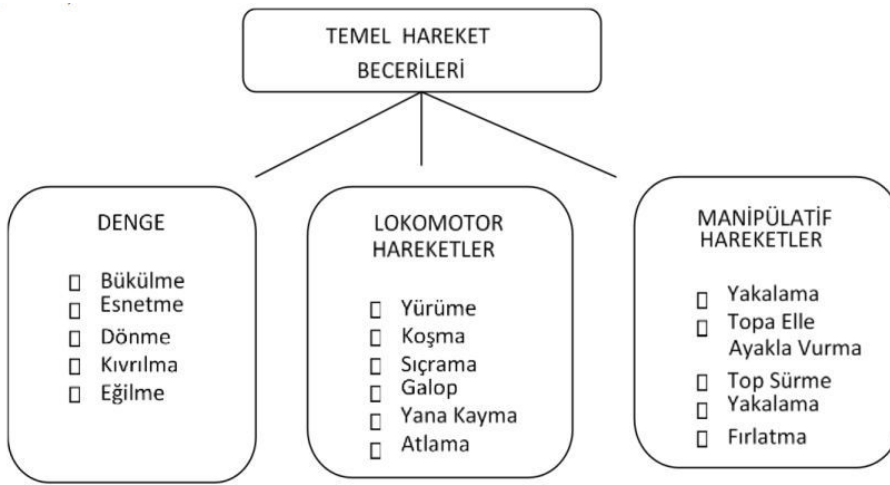 TEMEL HAREKET
BECERİLERİ
DENGE
Bükülme
Esnetme
Dönme
Kıvrılma
Eğilme
LOKOMOTOR
HAREKETLER
Yürüme
Koşma
Sıçrama
Galop
Yana Kayma
Atlama
MANİPÜLATİF
HAREKETLER
Yakalama
Topa Elle
Ayakla Vurma
Top Sürme
Yakalama
Fırlatma